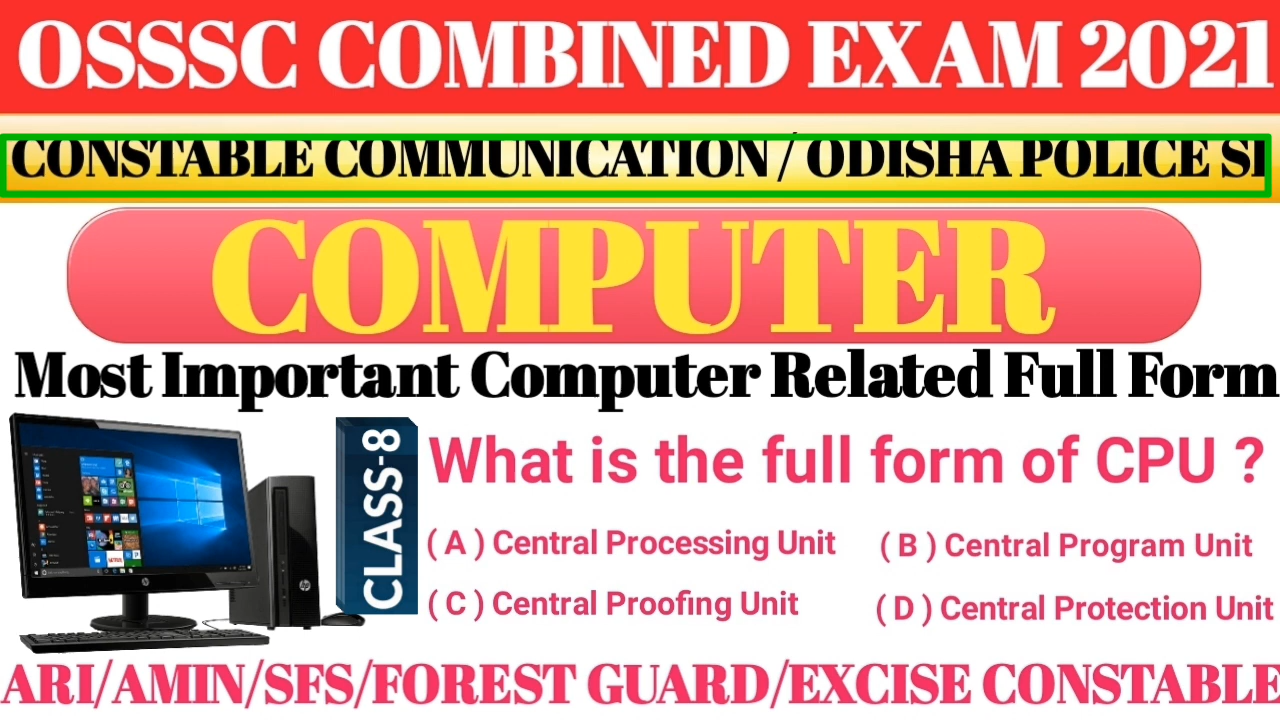 OSSSC COMBINED EXAM 2021
CONSTABLE COMMUNICATION / ODISHA POLICE SI
COMPUTER
Most Important Computer Related Full Form
CLASS-8
What is the full form of CPU ?
( A ) Central Processing Unit ( B ) Central Program Unit
( C ) Central Proofing Unit ( D ) Central Protection Unit
hp
hp
ARI/AMIN/SFS/FOREST GUARD/EXCISE CONSTABLE